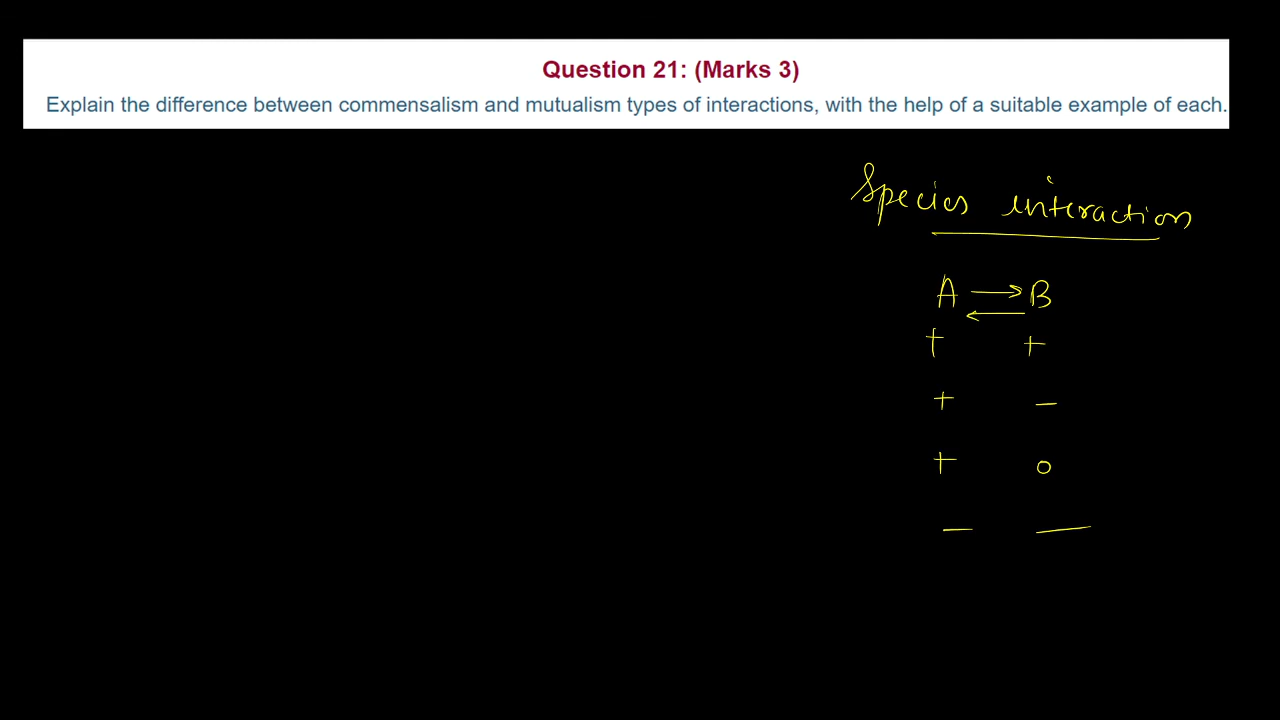 Question 21: (Marks 3)
Explain the difference between commensalism and mutualism types of interactions, with the help of a suitable example of each.
Species interaction
A → B
←
+ +
+ −
+ 0
− −